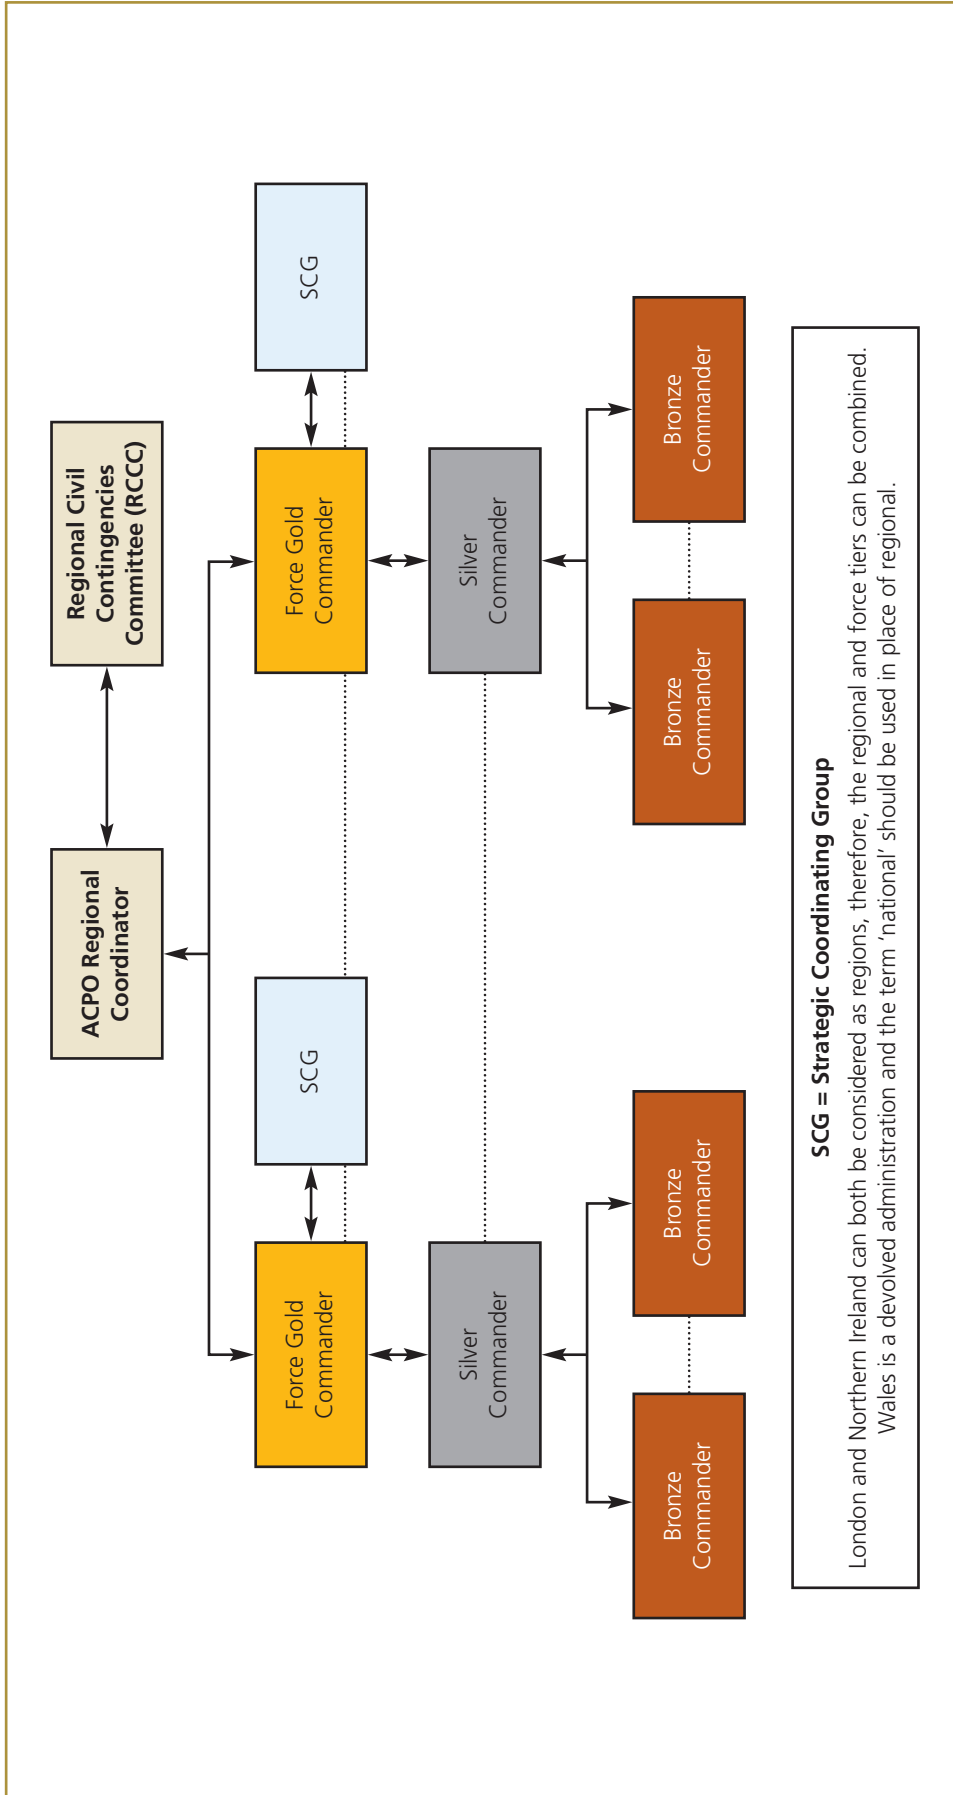 ACPO Regional
Coordinator
Regional Civil
Contingencies
Committee (RCCC)
Force Gold
Commander
SCG
Force Gold
Commander
SCG
Silver
Commander
Silver
Commander
Bronze
Commander
Bronze
Commander
Bronze
Commander
Bronze
Commander
SCG = Strategic Coordinating Group
London and Northern Ireland can both be considered as regions, therefore, the regional and force tiers can be combined.
Wales is a devolved administration and the term ‘national’ should be used in place of regional.